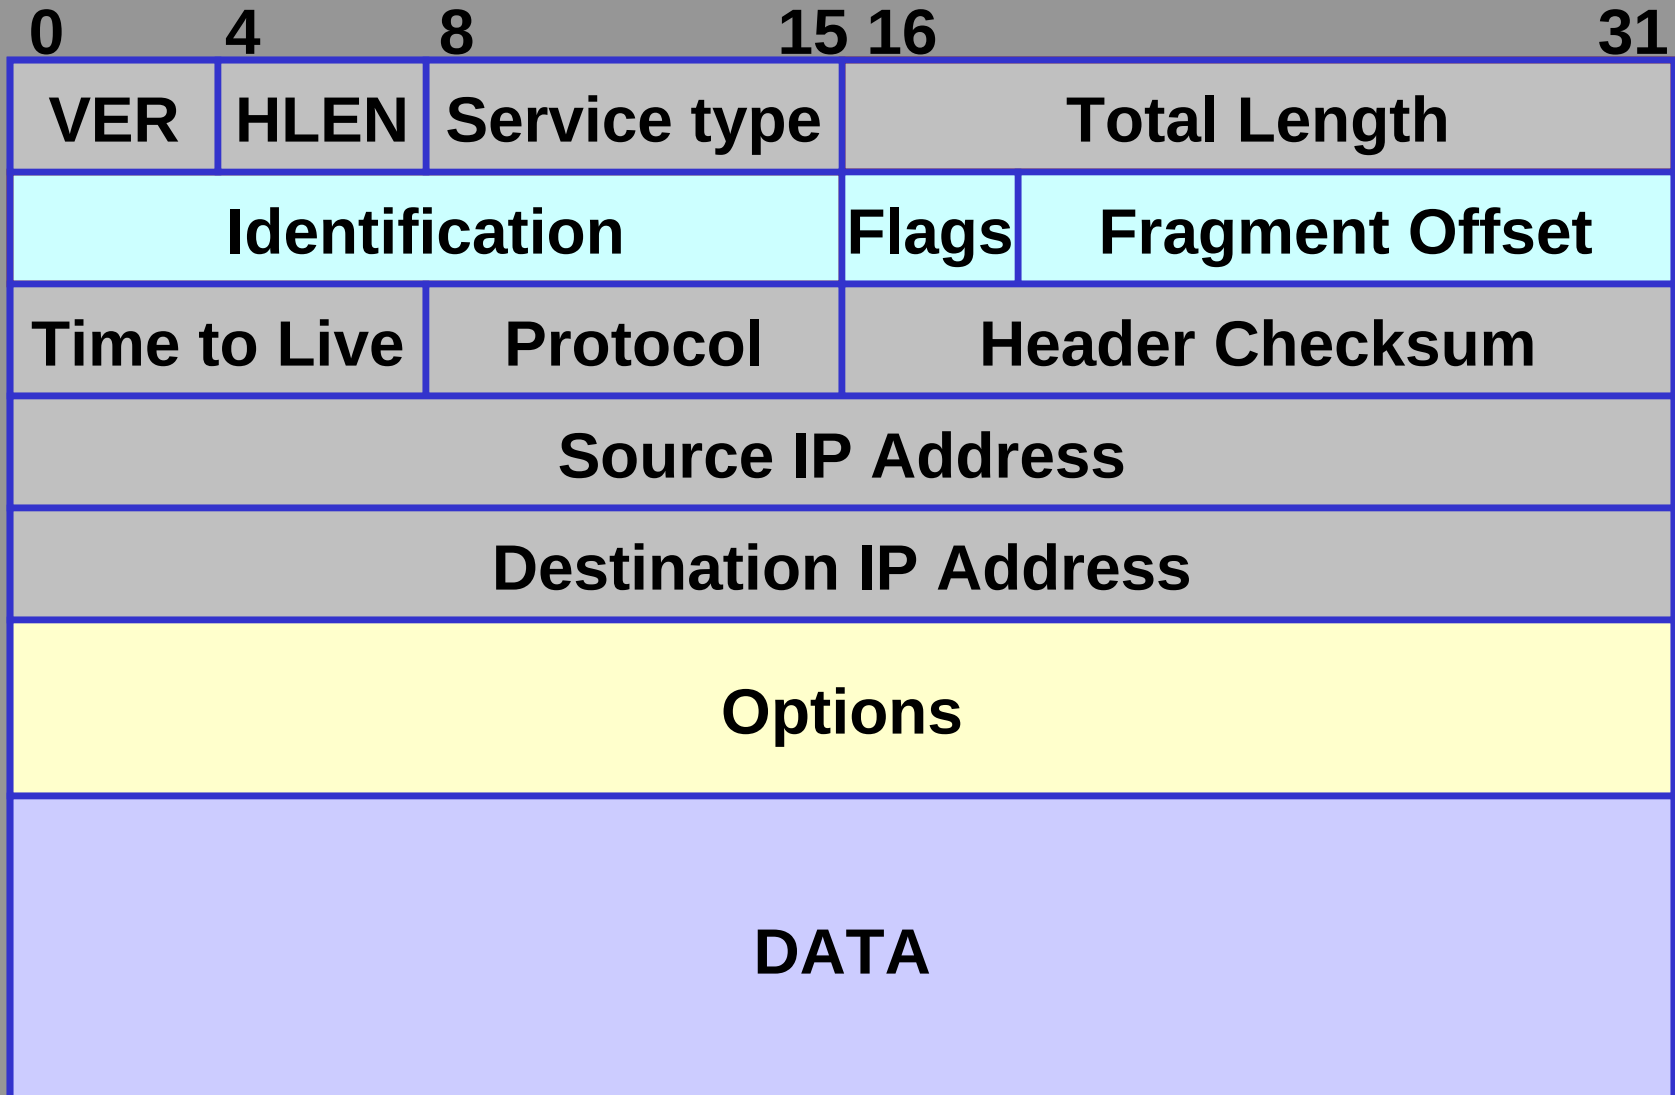 0 4 8 15 16 31
VER HLEN Service type Total Length
Identification Flags Fragment Offset
Time to Live Protocol Header Checksum
Source IP Address
Destination IP Address
Options
DATA